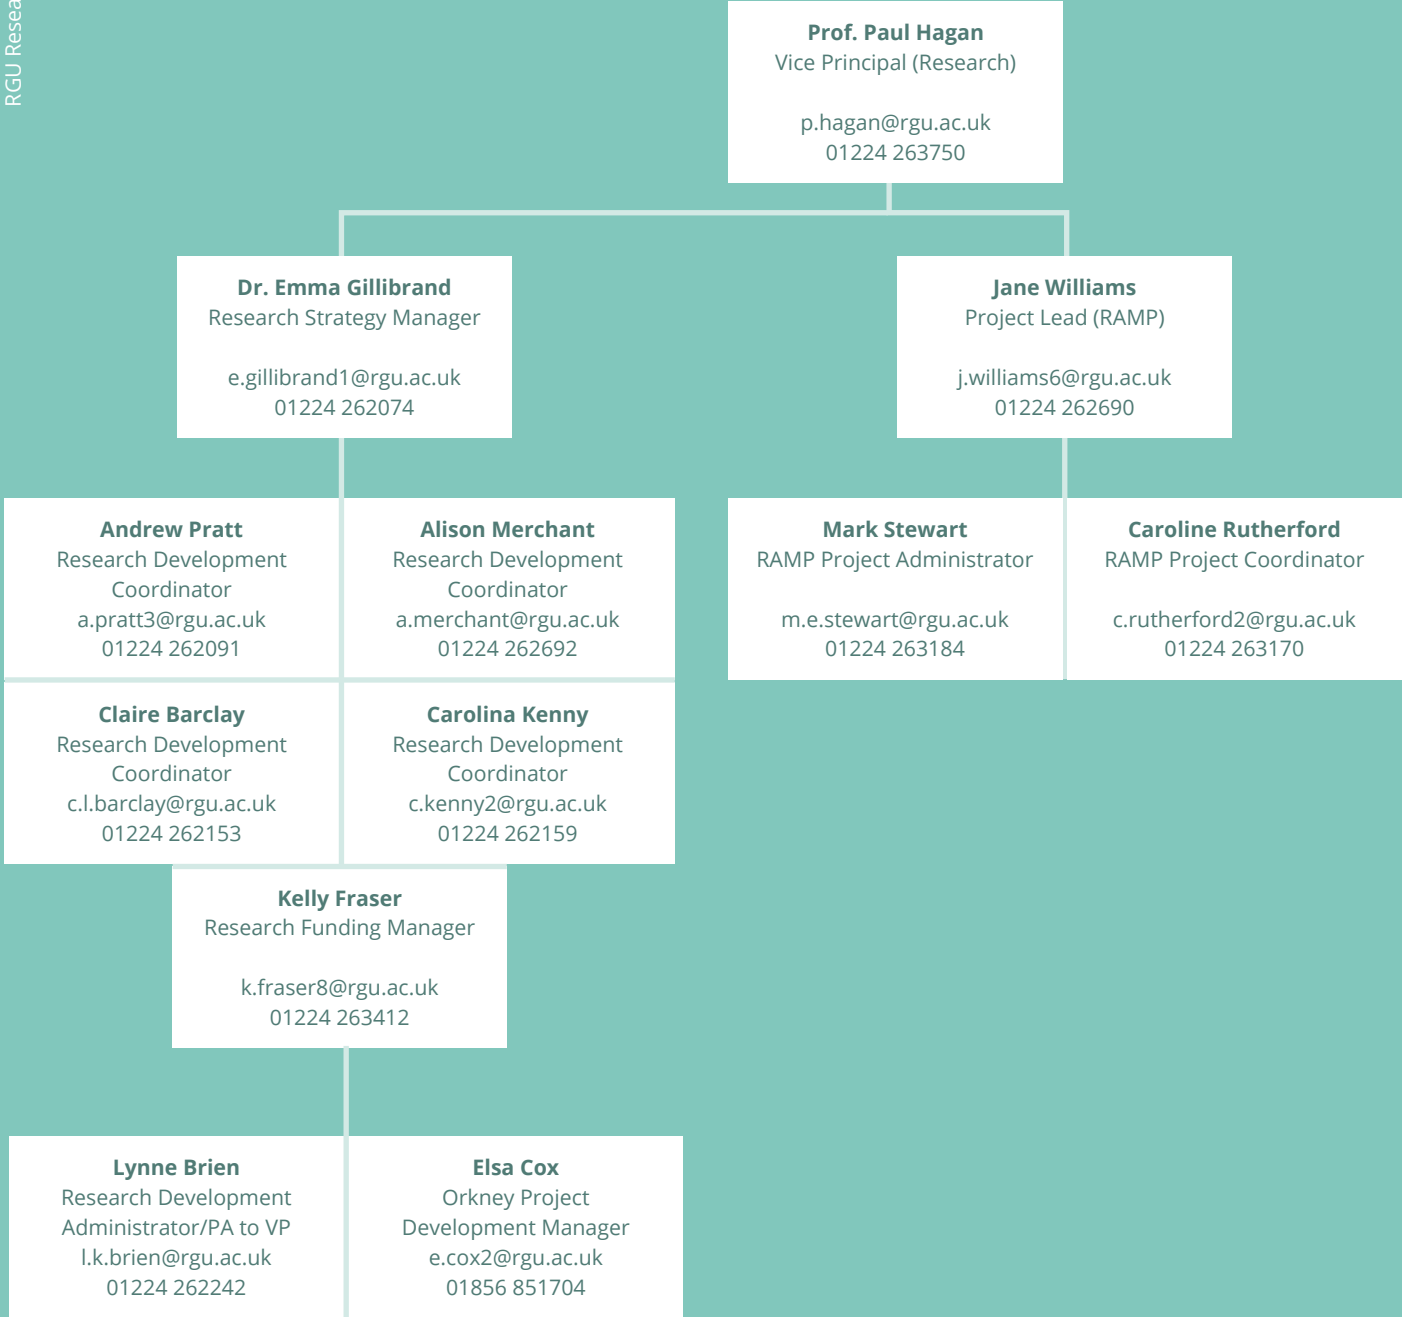 RGU
Prof. Paul Hagan
Vice Principal (Research)
p.hagan@rgu.ac.uk
01224 263750
Dr. Emma Gillibrand
Research Strategy Manager
e.gillibrand1@rgu.ac.uk
01224 262074
Jane Williams
Project Lead (RAMP)
j.williams6@rgu.ac.uk
01224 262690
Andrew Pratt
Research Development
Coordinator
a.pratt3@rgu.ac.uk
01224 262091
Alison Merchant
Research Development
Coordinator
a.merchant@rgu.ac.uk
01224 262692
Mark Stewart
RAMP Project Administrator
m.e.stewart@rgu.ac.uk
01224 263184
Caroline Rutherford
RAMP Project Coordinator
c.rutherford2@rgu.ac.uk
01224 263170
Claire Barclay
Research Development
Coordinator
c.l.barclay@rgu.ac.uk
01224 262153
Carolina Kenny
Research Development
Coordinator
c.kenny2@rgu.ac.uk
01224 262159
Kelly Fraser
Research Funding Manager
k.fraser8@rgu.ac.uk
01224 263412
Lynne Brien
Research Development
Administrator/PA to VP
l.k.brien@rgu.ac.uk
01224 262242
Elsa Cox
Orkney Project
Development Manager
e.cox2@rgu.ac.uk
01856 851704